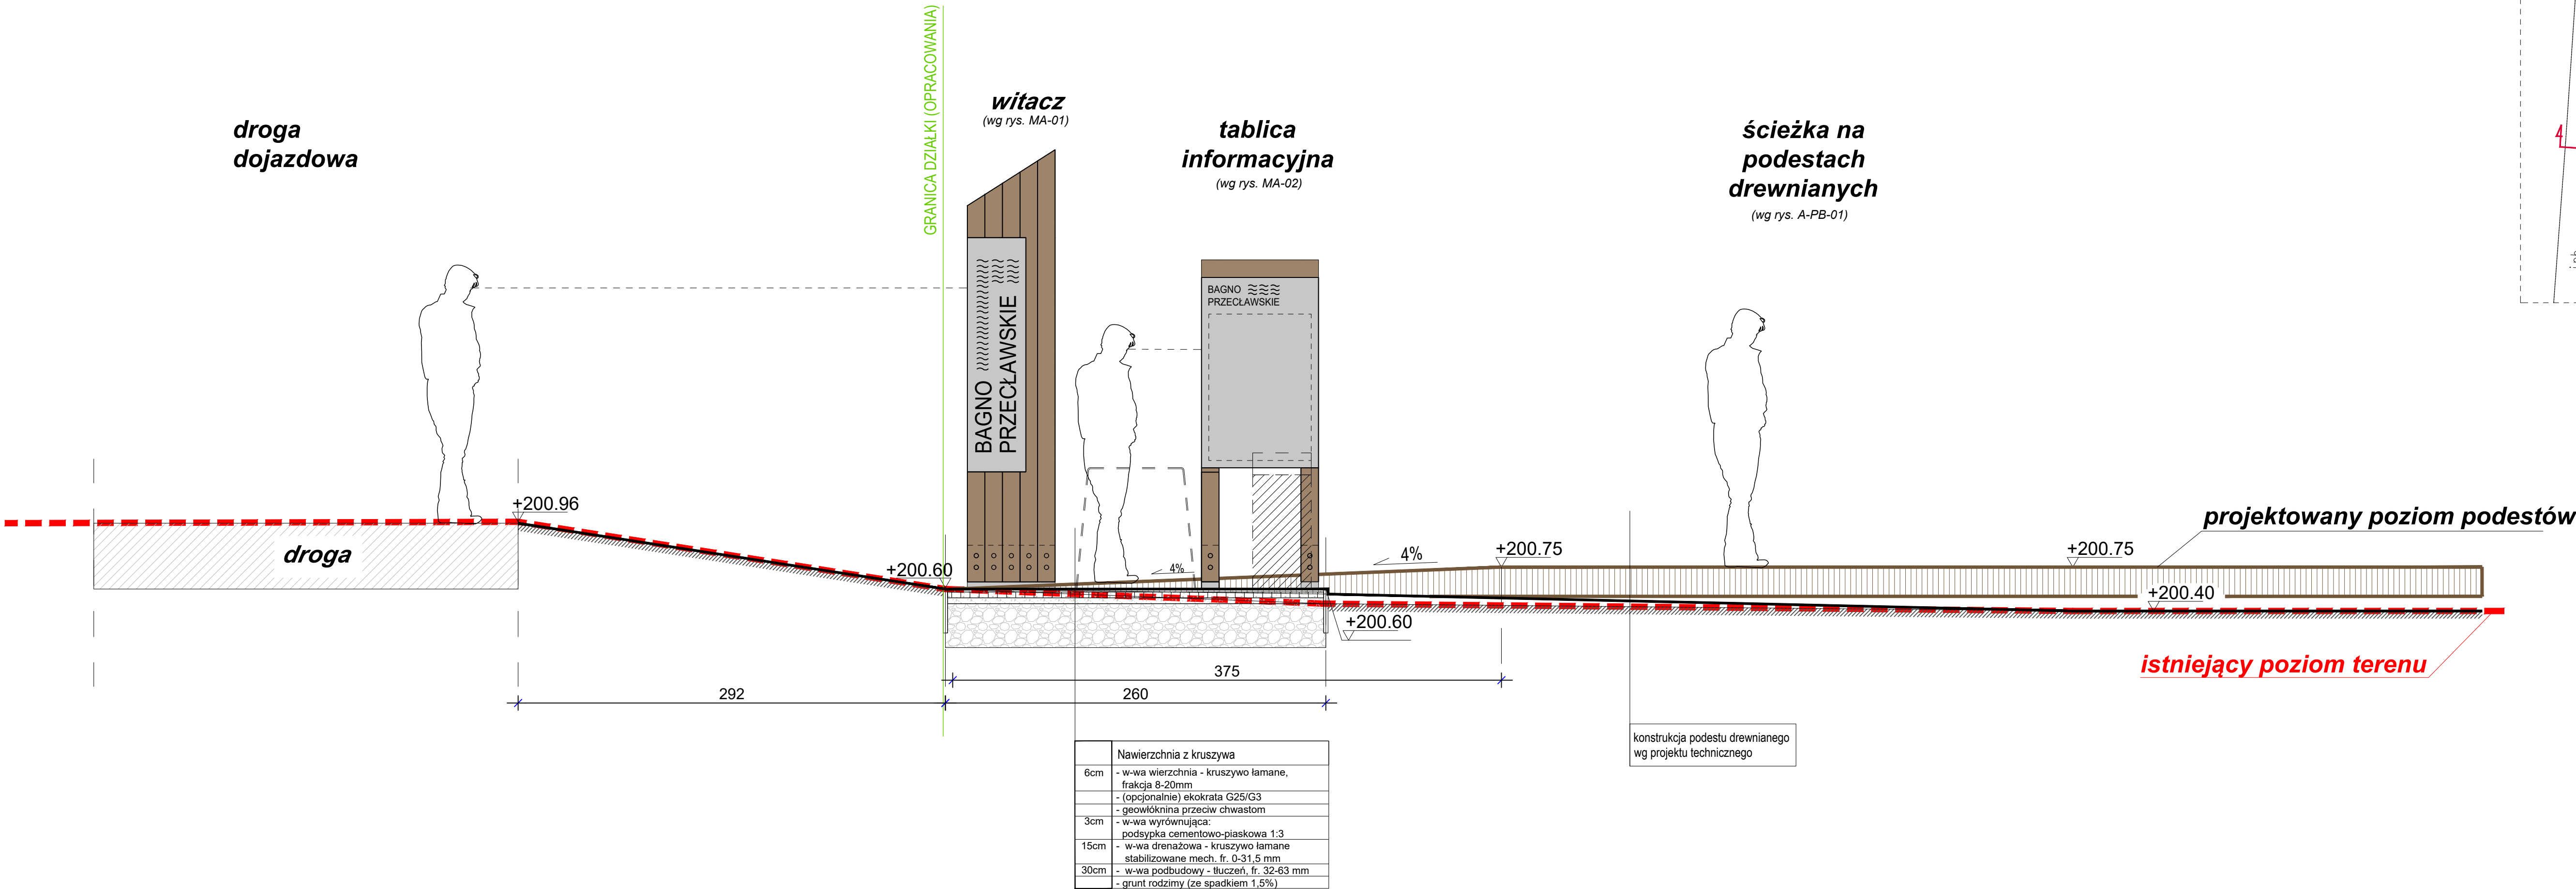 GRANICA DZIAŁKI (OPRACOWANIA)
droga
dojazdowa
witacz
(wg rys. MA-01)
tablica
informacyjna
(wg rys. MA-02)
ścieżka na
podestach
drewnianych
(wg rys. A-PB-01)
BAGNO
PRZECŁAWSKIE
BAGNO
PRZECŁAWSKIE
+200.96
droga
+200.60
4%
4%
+200.75
+200.75
projektowany poziom podestów
+200.40
+200.60
istniejący poziom terenu
375
292
260
konstrukcja podestu drewnianego
wg projektu technicznego
Nawierzchnia z kruszywa
6cm - w-wa wierzchnia - kruszywo łamane,
frakcja 8-20mm
- (opcjonalnie) ekokrata G25/G3
- geowłóknina przeciw chwastom
3cm - w-wa wyrównująca:
podsypka cementowo-piaskowa 1:3
15cm - w-wa drenażowa - kruszywo łamane
stabilizowane mech. fr. 0-31,5 mm
30cm - w-wa podbudowy - tłuczeń, fr. 32-63 mm
- grunt rodzimy (ze spadkiem 1,5%)